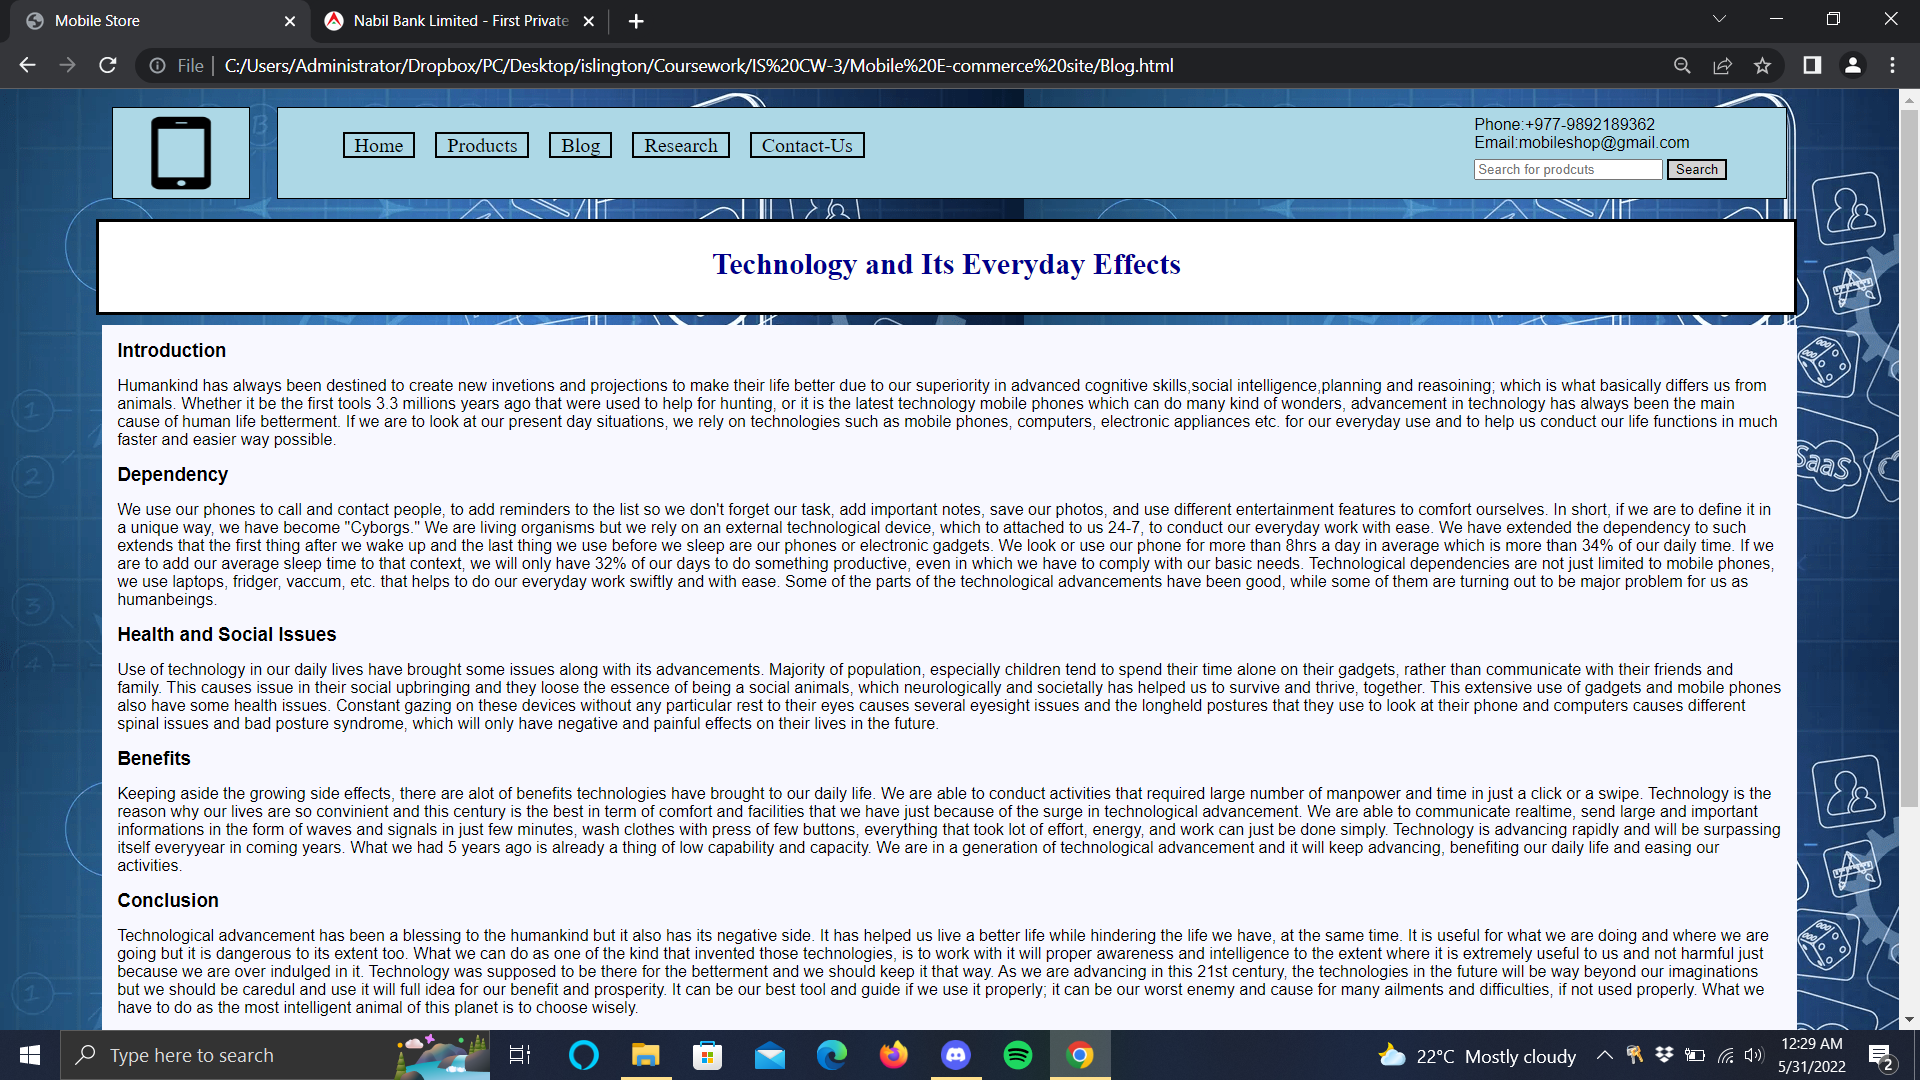 Mobile Store
Nabil Bank Limited - First Private
File
C:/Users/Administrator/Dropbox/PC/Desktop/islington/Coursework/IS%20CW-3/Mobile%20E-commerce%20site/Blog.html
Home Products Blog Research Contact-Us
Phone:+977-9892189362
Email:mobileshop@gmail.com
Search for prodcuts Search
Technology and Its Everyday Effects
Introduction
Humankind has always been destined to create new invetions and projections to make their life better due to our superiority in advanced cognitive skills,social intelligence,planning and reasoining; which is what basically differs us from
animals. Whether it be the first tools 3.3 millions years ago that were used to help for hunting, or it is the latest technology mobile phones which can do many kind of wonders, advancement in technology has always been the main
cause of human life betterment. If we are to look at our present day situations, we rely on technologies such as mobile phones, computers, electronic appliances etc. for our everyday use and to help us conduct our life functions in much
faster and easier way possible.
Dependency
We use our phones to call and contact people, to add reminders to the list so we don't forget our task, add important notes, save our photos, and use different entertainment features to comfort ourselves. In short, if we are to define it in
a unique way, we have become "Cyborgs." We are living organisms but we rely on an external technological device, which to attached to us 24-7, to conduct our everyday work with ease. We have extended the dependency to such
extends that the first thing after we wake up and the last thing we use before we sleep are our phones or electronic gadgets. We look or use our phone for more than 8hrs a day in average which is more than 34% of our daily time. If we
are to add our average sleep time to that context, we will only have 32% of our days to do something productive, even in which we have to comply with our basic needs. Technological dependencies are not just limited to mobile phones,
we use laptops, fridger, vaccum, etc. that helps to do our everyday work swiftly and with ease. Some of the parts of the technological advancements have been good, while some of them are turning out to be major problem for us as
humanbeings.
Health and Social Issues
Use of technology in our daily lives have brought some issues along with its advancements. Majority of population, especially children tend to spend their time alone on their gadgets, rather than communicate with their friends and
family. This causes issue in their social upbringing and they loose the essence of being a social animals, which neurologically and societally has helped us to survive and thrive, together. This extensive use of gadgets and mobile phones
also have some health issues. Constant gazing on these devices without any particular rest to their eyes causes several eyesight issues and the longheld postures that they use to look at their phone and computers causes different
spinal issues and bad posture syndrome, which will only have negative and painful effects on their lives in the future.
Benefits
Keeping aside the growing side effects, there are alot of benefits technologies have brought to our daily life. We are able to conduct activities that required large number of manpower and time in just a click or a swipe. Technology is the
reason why our lives are so convinient and this century is the best in term of comfort and facilities that we have just because of the surge in technological advancement. We are able to communicate realtime, send large and important
informations in the form of waves and signals in just few minutes, wash clothes with press of few buttons, everything that took lot of effort, energy, and work can just be done simply. Technology is advancing rapidly and will be surpassing
itself everyyear in coming years. What we had 5 years ago is already a thing of low capability and capacity. We are in a generation of technological advancement and it will keep advancing, benefiting our daily life and easing our
activities.
Conclusion
Technological advancement has been a blessing to the humankind but it also has its negative side. It has helped us live a better life while hindering the life we have, at the same time. It is useful for what we are doing and where we are
going but it is dangerous to its extent too. What we can do as one of the kind that invented those technologies, is to work with it will proper awareness and intelligence to the extent where it is extremely useful to us and not harmful just
because we are over indulged in it. Technology was supposed to be there for the betterment and we should keep it that way. As we are advancing in this 21st century, the technologies in the future will be way beyond our imaginations
but we should be caredul and use it will full idea for our benefit and prosperity. It can be our best tool and guide if we use it properly; it can be our worst enemy and cause for many ailments and difficulties, if not used properly. What we
have to do as the most intelligent animal of this planet is to choose wisely.
SaaS
1
2
3
4
1
Type here to search
22°C Mostly cloudy
12:29 AM
5/31/2022
2